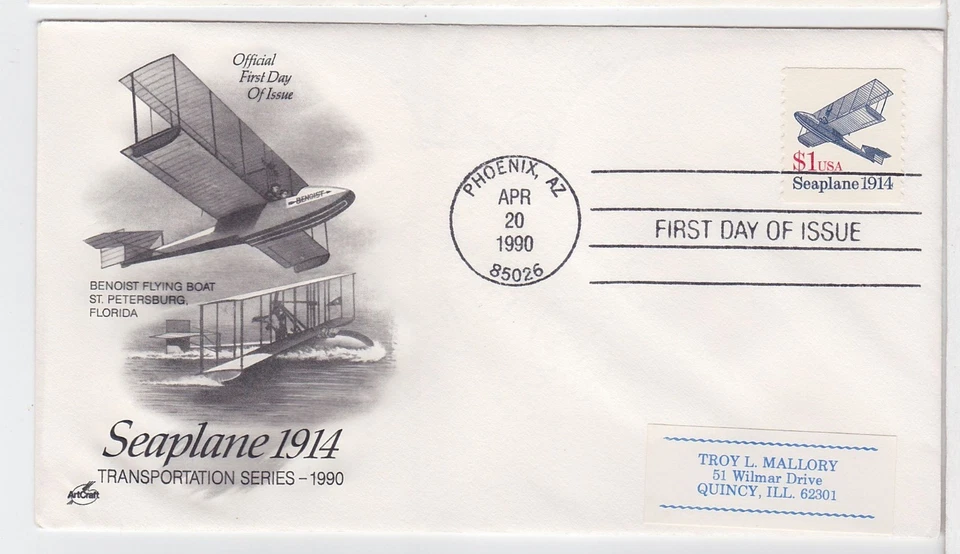 Official
First Day
Of Issue
BENOIST
BENOIST FLYING BOAT
ST. PETERSBURG,
FLORIDA
Seaplane 1914
TRANSPORTATION SERIES – 1990
ArtCraft
PHOENIX, AZ
APR
20
1990
85026
FIRST DAY OF ISSUE
$1 USA
Seaplane 1914
TROY L. MALLORY
51 Wilmar Drive
QUINCY, ILL. 62301